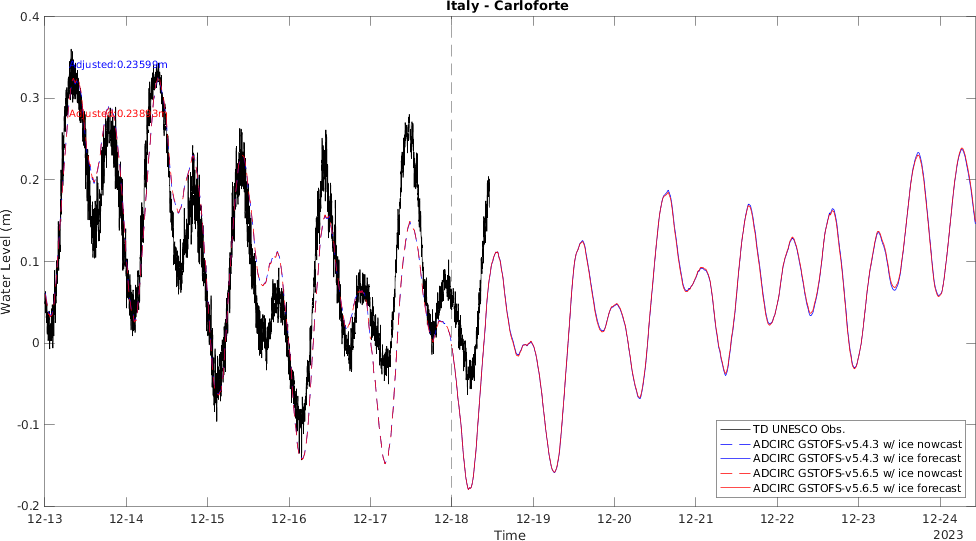 Italy - Carloforte
0.4
0.3
0.2
0.1
0
-0.1
-0.2
Water Level (m)
Adjusted:0.23599m
TD UNESCO Obs.
ADCIRC GSTOFS-v5.4.3 w/ ice nowcast
ADCIRC GSTOFS-v5.4.3 w/ ice forecast
ADCIRC GSTOFS-v5.6.5 w/ ice nowcast
ADCIRC GSTOFS-v5.6.5 w/ ice forecast
12-13 12-14 12-15 12-16 12-17 12-18 12-19 12-20 12-21 12-22 12-23 12-24
Time
2023